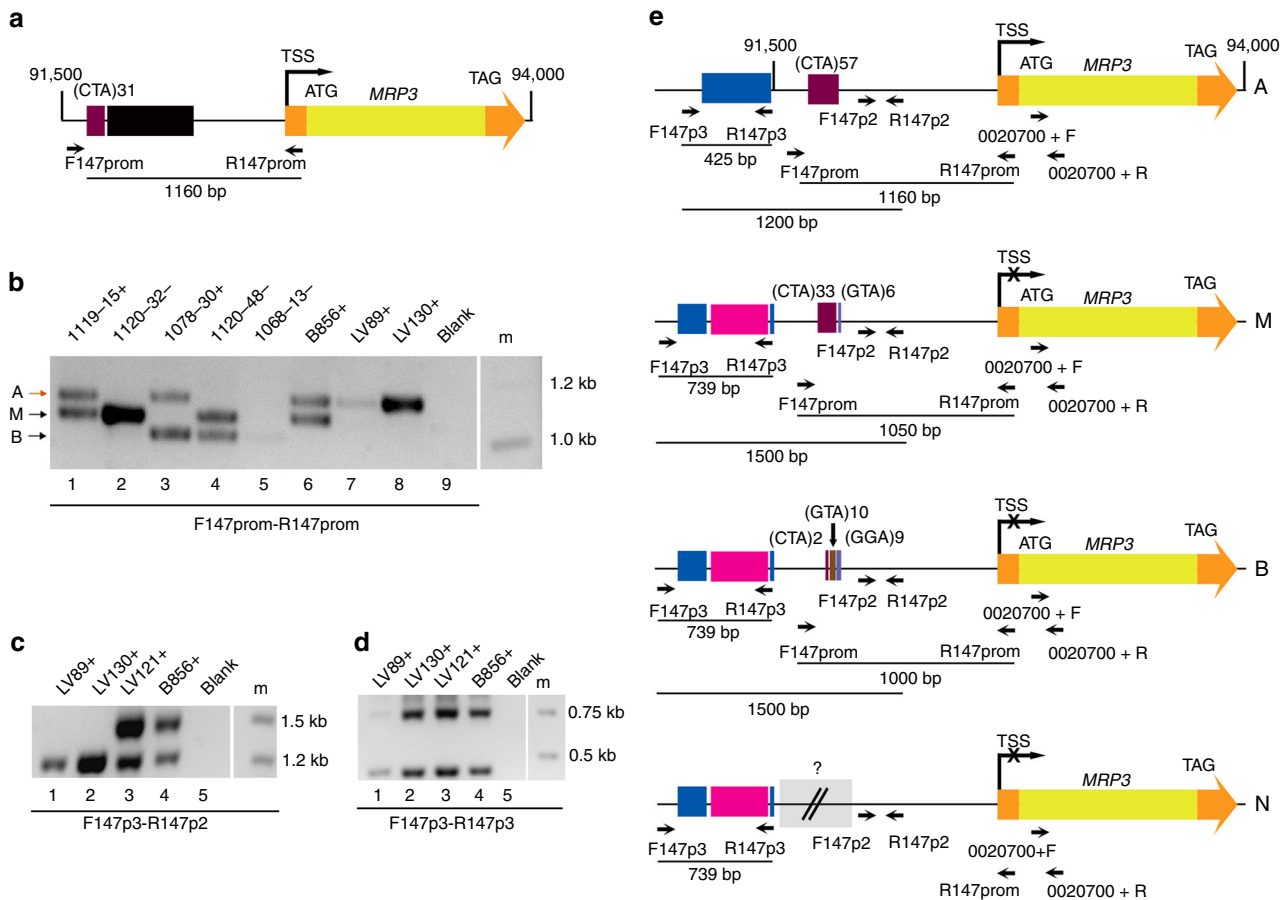 a
TSS
91,500 (CTA)31 ATG MRP3 TAG 94,000
F147prom R147prom
1160 bp
b
1119–15+ 1120–32– 1078–30+ 1120–48– 1068–13– B856+ LV89+ LV130+ Blank m
A 1.2 kb
M
B 1.0 kb
1 2 3 4 5 6 7 8 9
F147prom-R147prom
c
LV89+ LV130+ LV121+ B856+ Blank m
1.5 kb
1.2 kb
1 2 3 4 5
F147p3-R147p2
d
LV89+ LV130+ LV121+ B856+ Blank m
0.75 kb
0.5 kb
1 2 3 4 5
F147p3-R147p3
e
91,500 TSS 94,000
(CTA)57 ATG MRP3 TAG
A
F147p3 R147p3 F147p2 R147p2 0020700 + F
425 bp
F147prom R147prom 0020700 + R
1160 bp
1200 bp
TSS
X
(CTA)33 (GTA)6 ATG MRP3 TAG
M
F147p3 R147p3 F147p2 R147p2 0020700 + F
739 bp
F147prom R147prom 0020700 + R
1050 bp
1500 bp
TSS
X
(GTA)10
(CTA)2 (GGA)9 ATG MRP3 TAG
B
F147p3 R147p3 F147p2 R147p2 0020700 + F
739 bp
F147prom R147prom 0020700 + R
1000 bp
1500 bp
TSS
X
? ATG MRP3 TAG
N
F147p3 R147p3 F147p2 R147p2 0020700+F
739 bp
R147prom 0020700 + R